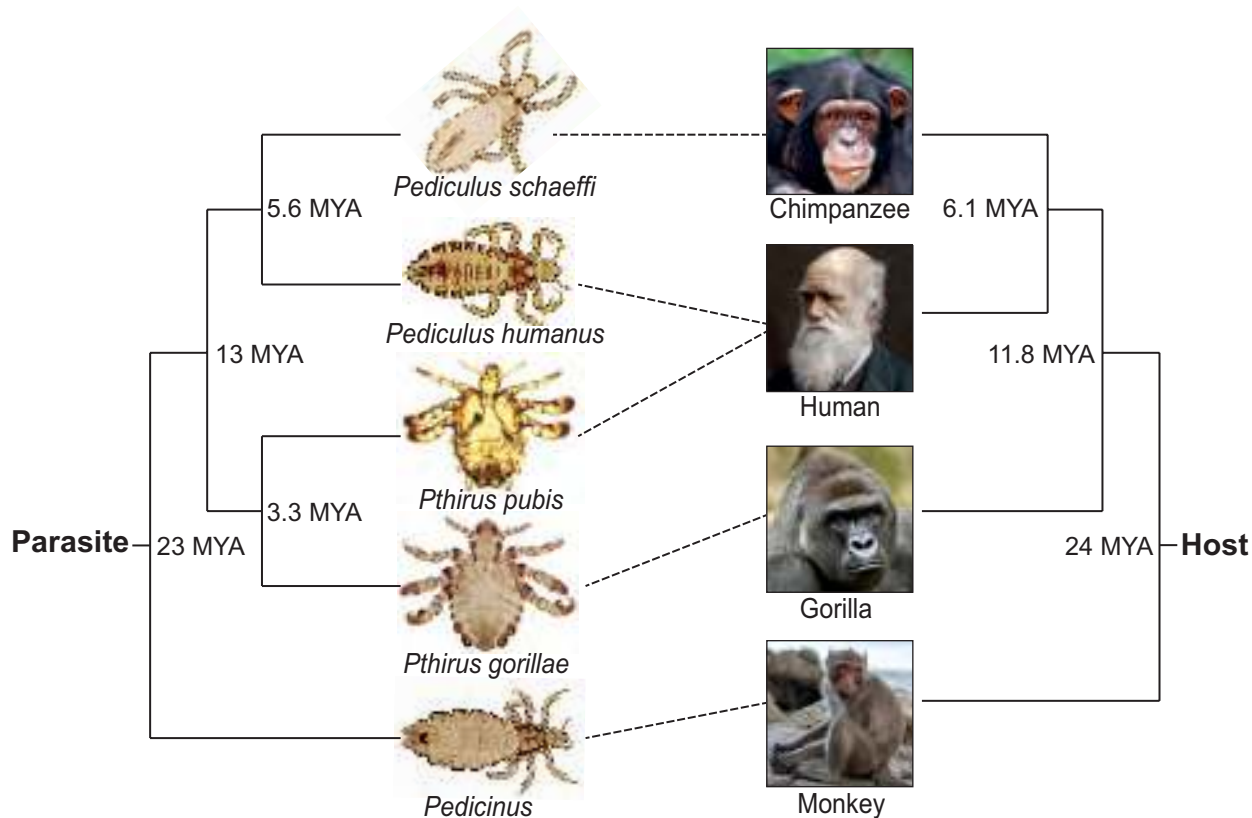 Pediculus schaeffi
Chimpanzee
5.6 MYA
6.1 MYA
Pediculus humanus
13 MYA
11.8 MYA
Human
Pthirus pubis
3.3 MYA
Parasite
23 MYA
24 MYA
Host
Gorilla
Pthirus gorillae
Pedicinus
Monkey